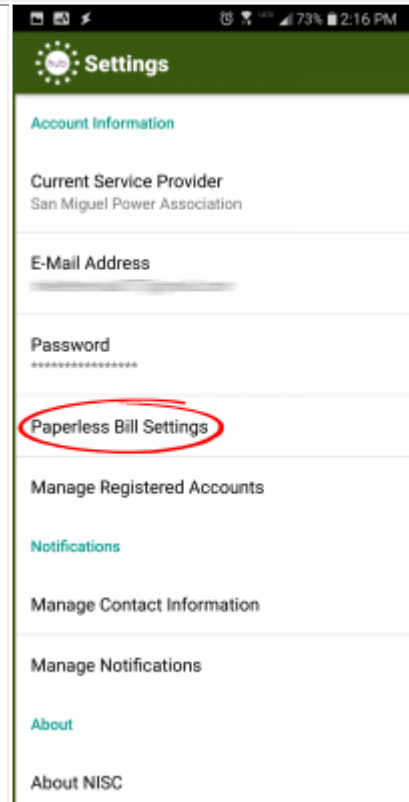 73% 2:16 PM
hub Settings
Account Information
Current Service Provider
San Miguel Power Association
E-Mail Address
Password
****************
Paperless Bill Settings
Manage Registered Accounts
Notifications
Manage Contact Information
Manage Notifications
About
About NISC